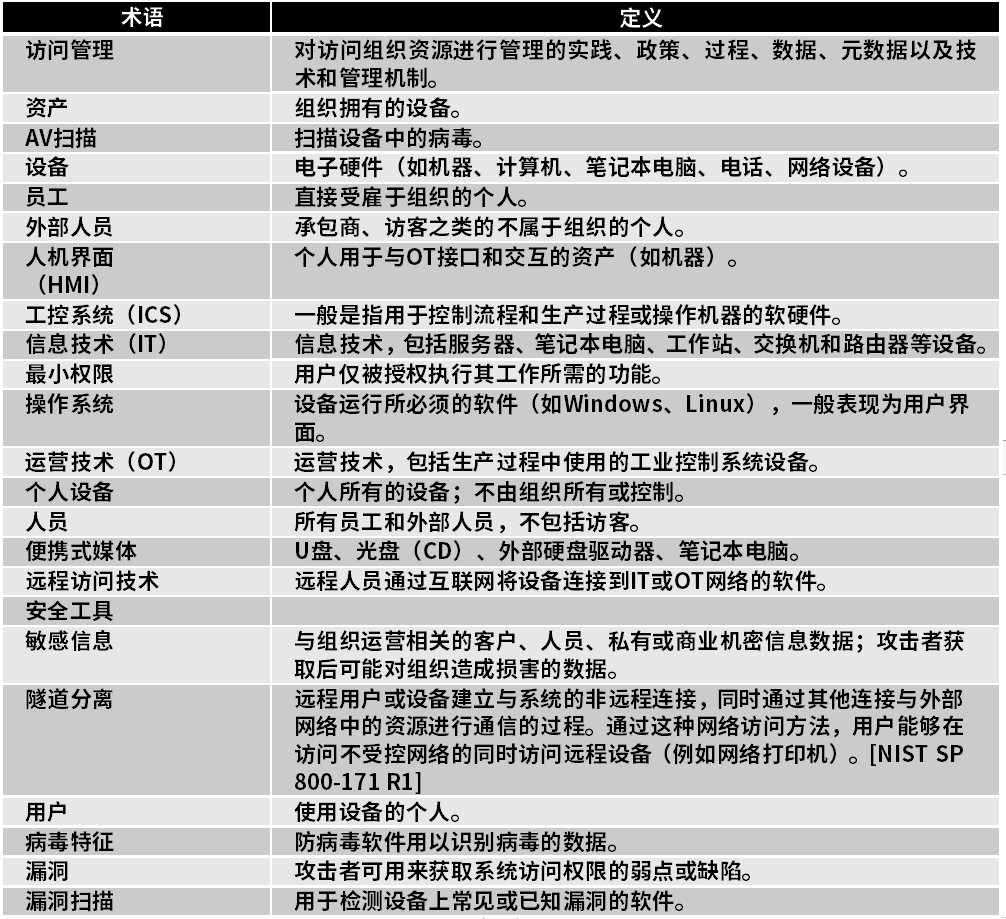 术语 定义
访问管理 对访问组织资源进行管理的实践、政策、过程、数据、元数据以及技
术和管理机制。
资产 组织拥有的设备。
AV扫描 扫描设备中的病毒。
设备 电子硬件（如机器、计算机、笔记本电脑、电话、网络设备）。
员工 直接受雇于组织的个人。
外部人员 承包商、访客之类的不属于组织的个人。
人机界面 个人用于与OT接口和交互的资产（如机器）。
（HMI）
工控系统（ICS） 一般是指用于控制流程和生产过程或操作机器的软硬件。
信息技术（IT） 信息技术，包括服务器、笔记本电脑、工作站、交换机和路由器等设备。
最小权限 用户仅被授权执行其工作所需的功能。
操作系统 设备运行所必须的软件（如Windows、Linux），一般表现为用户界
面。
运营技术（OT） 运营技术，包括生产过程中使用的工业控制系统设备。
个人设备 个人所有的设备；不由组织所有或控制。
人员 所有员工和外部人员，不包括访客。
便携式媒体 U盘、光盘（CD）、外部硬盘驱动器、笔记本电脑。
远程访问技术 远程人员通过互联网将设备连接到IT或OT网络的软件。
安全工具
敏感信息 与组织运营相关的客户、人员、私有或商业机密信息数据；攻击者获
取后可能对组织造成损害的数据。
隧道分离 远程用户或设备建立与系统的非远程连接，同时通过其他连接与外部
网络中的资源进行通信的过程。通过这种网络访问方法，用户能够在
访问不受控网络的同时访问远程设备（例如网络打印机）。[NIST SP
800-171 R1]
用户 使用设备的个人。
病毒特征 防病毒软件用以识别病毒的数据。
漏洞 攻击者可用来获取系统访问权限的弱点或缺陷。
漏洞扫描 用于检测设备上常见或已知漏洞的软件。